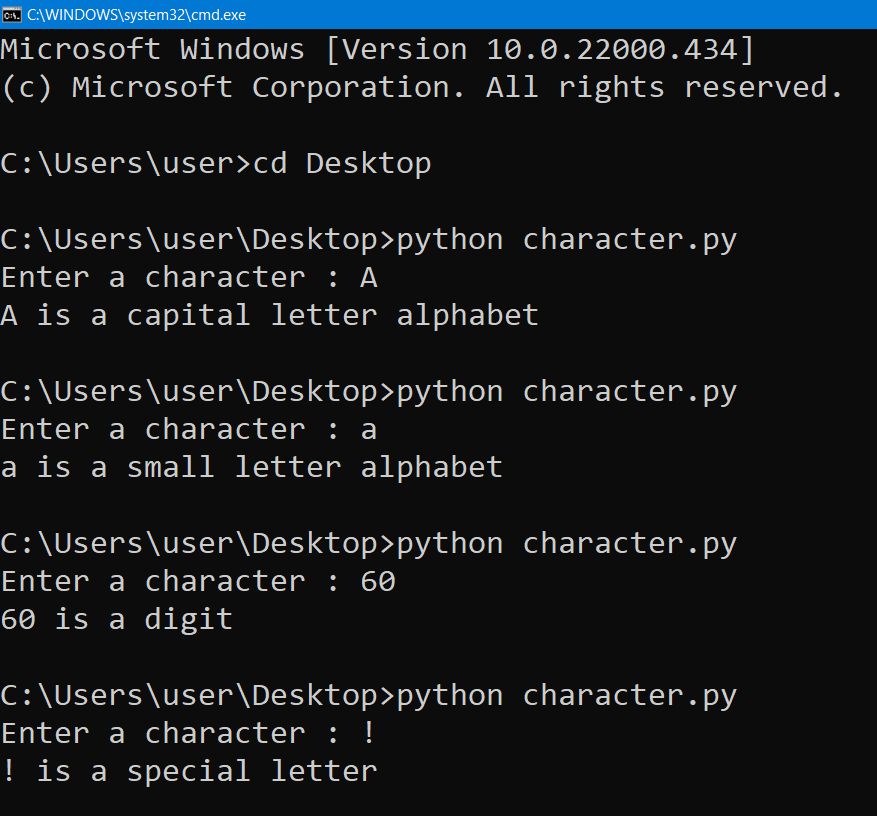 C:\WINDOWS\system32\cmd.exe
Microsoft Windows [Version 10.0.22000.434]
(c) Microsoft Corporation. All rights reserved.
C:\Users\user>cd Desktop
C:\Users\user\Desktop>python character.py
Enter a character : A
A is a capital letter alphabet
C:\Users\user\Desktop>python character.py
Enter a character : a
a is a small letter alphabet
C:\Users\user\Desktop>python character.py
Enter a character : 60
60 is a digit
C:\Users\user\Desktop>python character.py
Enter a character : !
! is a special letter